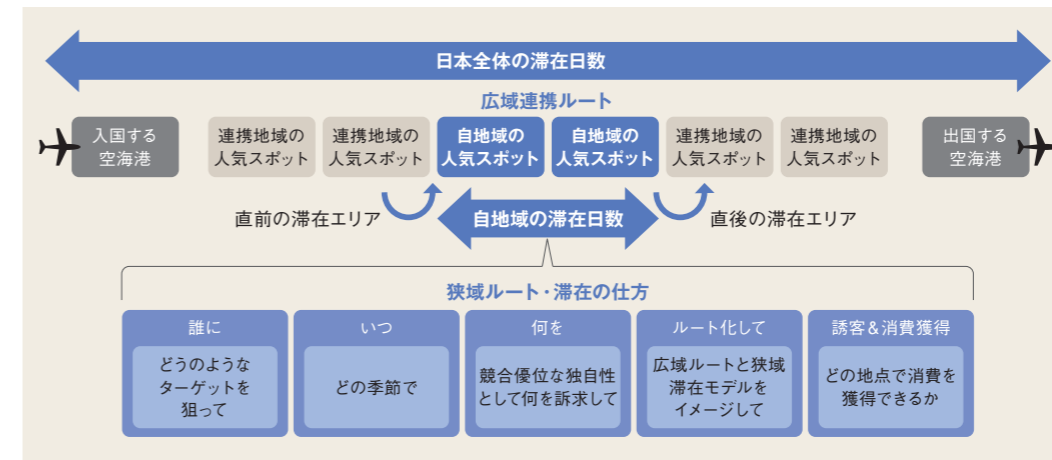 日本全体の滞在日数
広域連携ルート
入国する
空海港
連携地域の
人気スポット
連携地域の
人気スポット
自地域の
人気スポット
自地域の
人気スポット
連携地域の
人気スポット
連携地域の
人気スポット
出国する
空海港
直前の滞在エリア
自地域の滞在日数
直後の滞在エリア
狭域ルート・滞在の仕方
誰に
どうのような
ターゲットを
狙って
いつ
どの季節で
何を
競合優位な独自性
として何を訴求して
ルート化して
広域ルートと狭域
滞在モデルを
イメージして
誘客&消費獲得
どの地点で消費を
獲得できるか